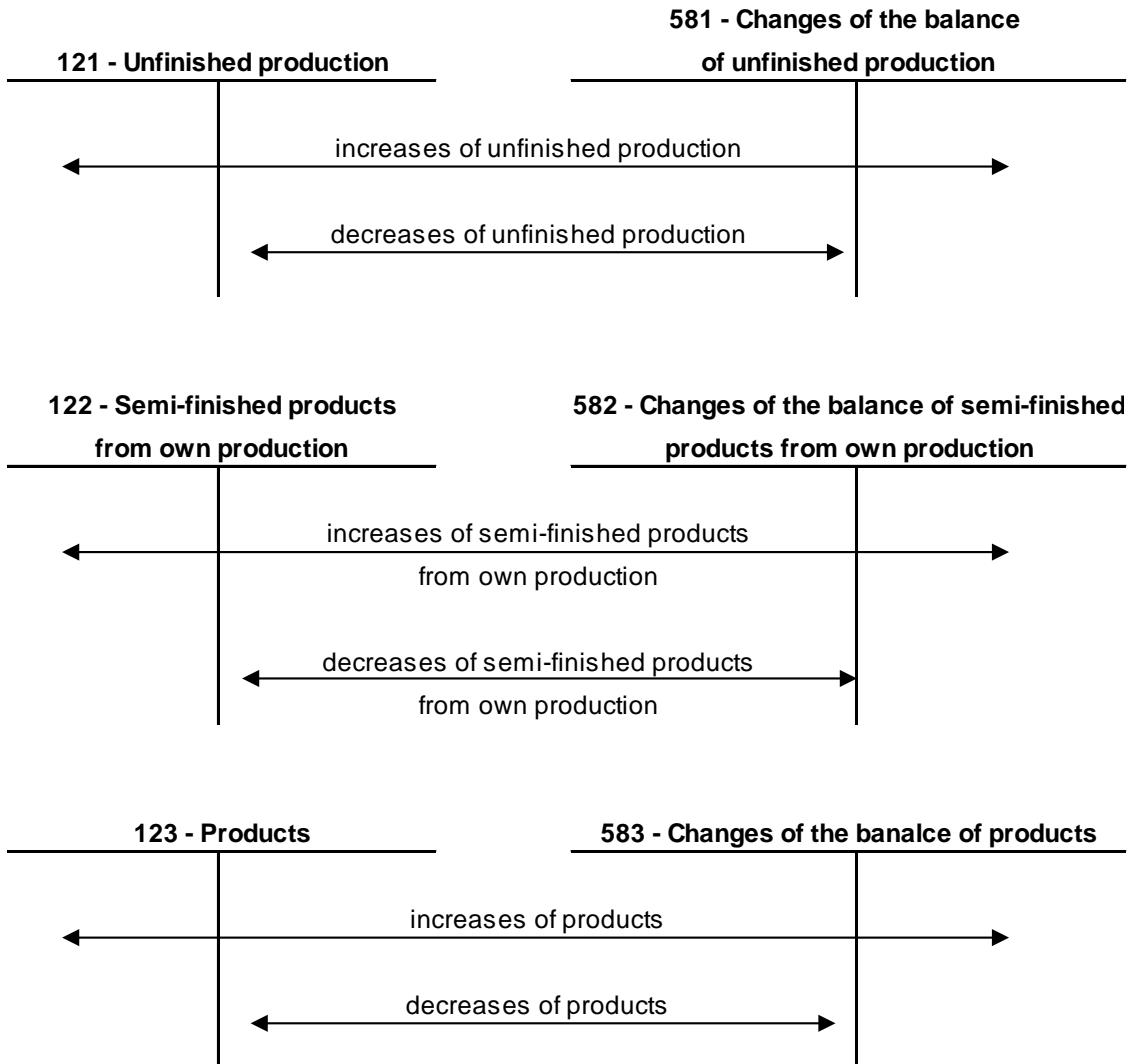 581 - Changes of the balance
121 - Unfinished production
of unfinished production
increases of unfinished production
decreases of unfinished production
122 - Semi-finished products
from own production
582 - Changes of the balance of semi-finished
products from own production
increases of semi-finished products
from own production
decreases of semi-finished products
from own production
123 - Products
583 - Changes of the banalce of products
increases of products
decreases of products